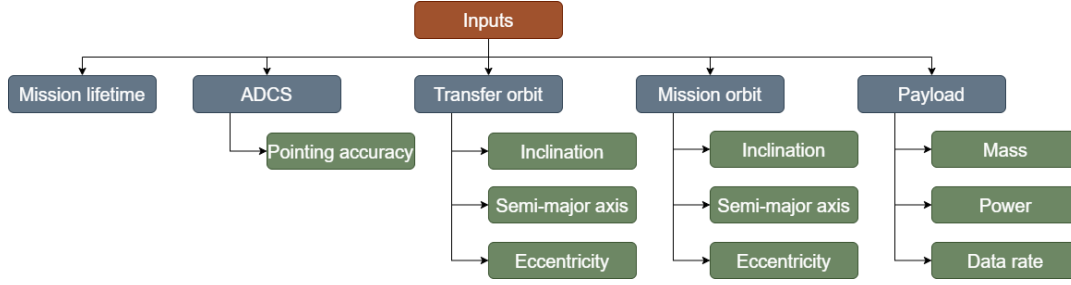 Inputs
Mission lifetime
ADCS
Transfer orbit
Mission orbit
Payload
Pointing accuracy
Inclination
Inclination
Mass
Semi-major axis
Semi-major axis
Power
Eccentricity
Eccentricity
Data rate